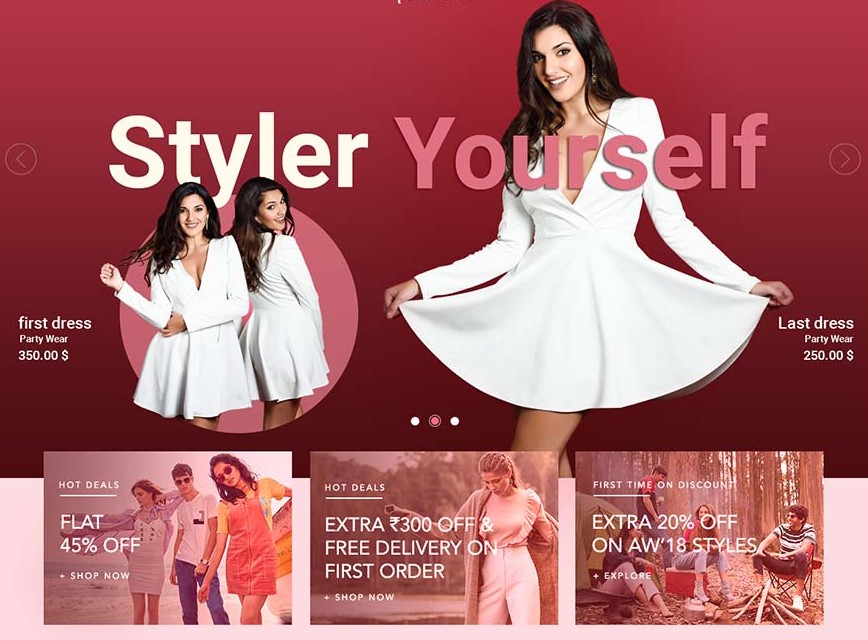 Styler Yourself
first dress
Party Wear
350.00 $
Last dress
Party Wear
250.00 $
HOT DEALS
FLAT
45% OFF
+ SHOP NOW
HOT DEALS
EXTRA ₹300 OFF &
FREE DELIVERY ON
FIRST ORDER
+ SHOP NOW
FIRST TIME ON DISCOUNT
EXTRA 20% OFF
ON AW'18 STYLES
+ EXPLORE